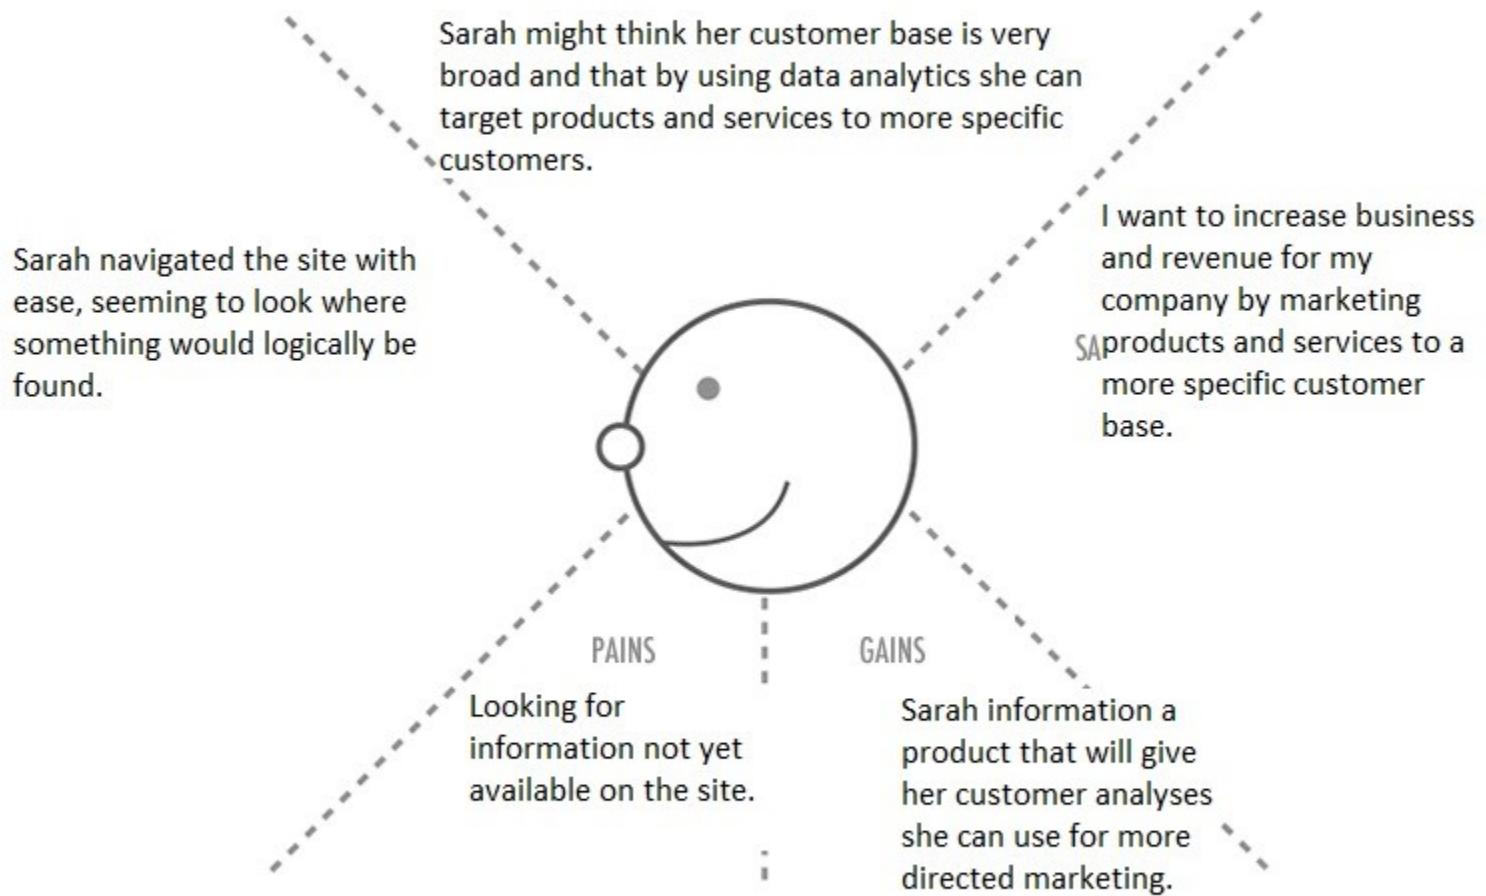 Sarah might think her customer base is very
broad and that by using data analytics she can
target products and services to more specific
customers.
Sarah navigated the site with
ease, seeming to look where
something would logically be
found.
I want to increase business
and revenue for my
company by marketing
SA products and services to a
more specific customer
base.
PAINS
Looking for
information not yet
available on the site.
GAINS
Sarah information a
product that will give
her customer analyses
she can use for more
directed marketing.